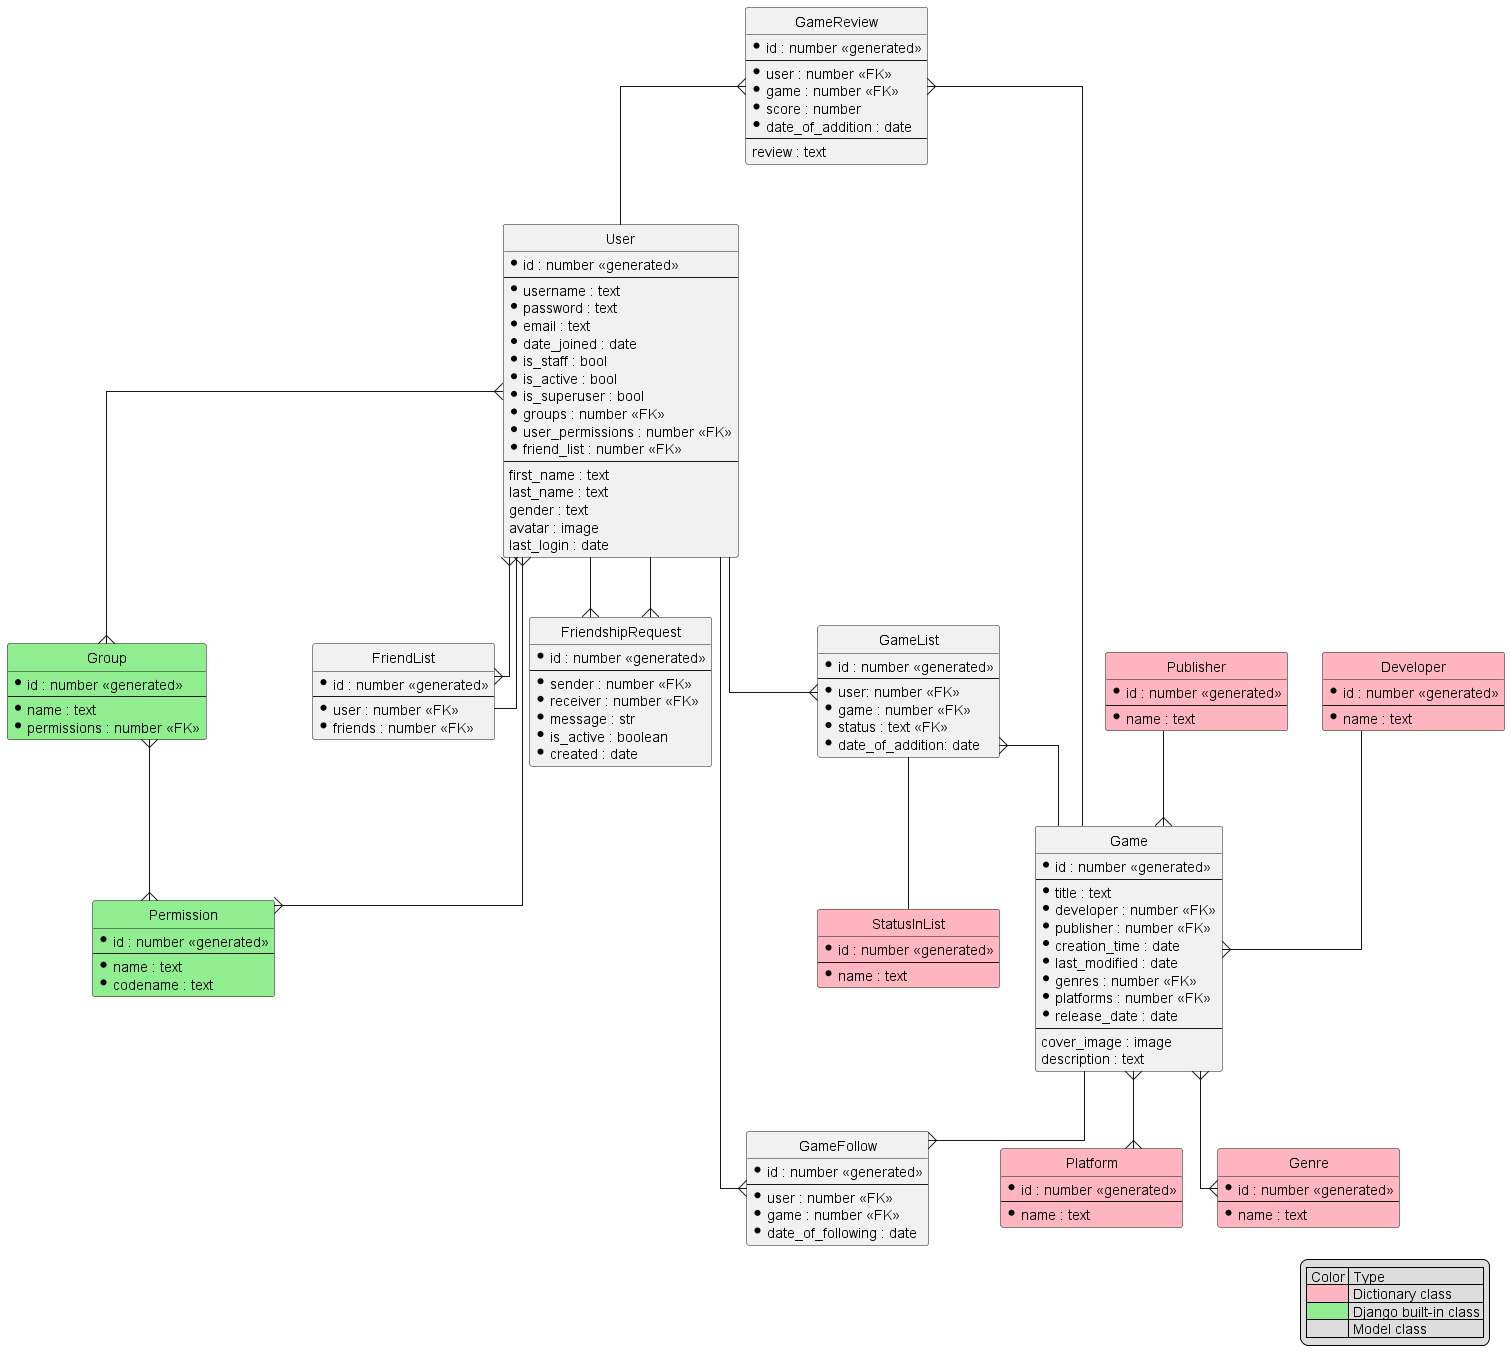 GameReview
id : number «generated»
user : number «FK»
game : number «FK»
score : number
date_of_addition : date
review : text
User
id : number «generated»
username : text
password : text
email : text
date_joined : date
is_staff : bool
is_active : bool
is_superuser : bool
groups : number «FK»
user_permissions : number «FK»
friend_list : number «FK»
first_name : text
last_name : text
gender : text
avatar : image
last_login : date
Group
id : number «generated»
name : text
permissions : number «FK»
FriendList
id : number «generated»
user : number «FK»
friends : number «FK»
FriendshipRequest
id : number «generated»
sender : number «FK»
receiver : number «FK»
message : str
is_active : boolean
created : date
GameList
id : number «generated»
user: number «FK»
game : number «FK»
status : text «FK»
date_of_addition: date
Publisher
id : number «generated»
name : text
Developer
id : number «generated»
name : text
Permission
id : number «generated»
name : text
codename : text
StatusInList
id : number «generated»
name : text
Game
id : number «generated»
title : text
developer : number «FK»
publisher : number «FK»
creation_time : date
last_modified : date
genres : number «FK»
platforms : number «FK»
release_date : date
cover_image : image
description : text
GameFollow
id : number «generated»
user : number «FK»
game : number «FK»
date_of_following : date
Platform
id : number «generated»
name : text
Genre
id : number «generated»
name : text
Color Type
Dictionary class
Django built-in class
Model class